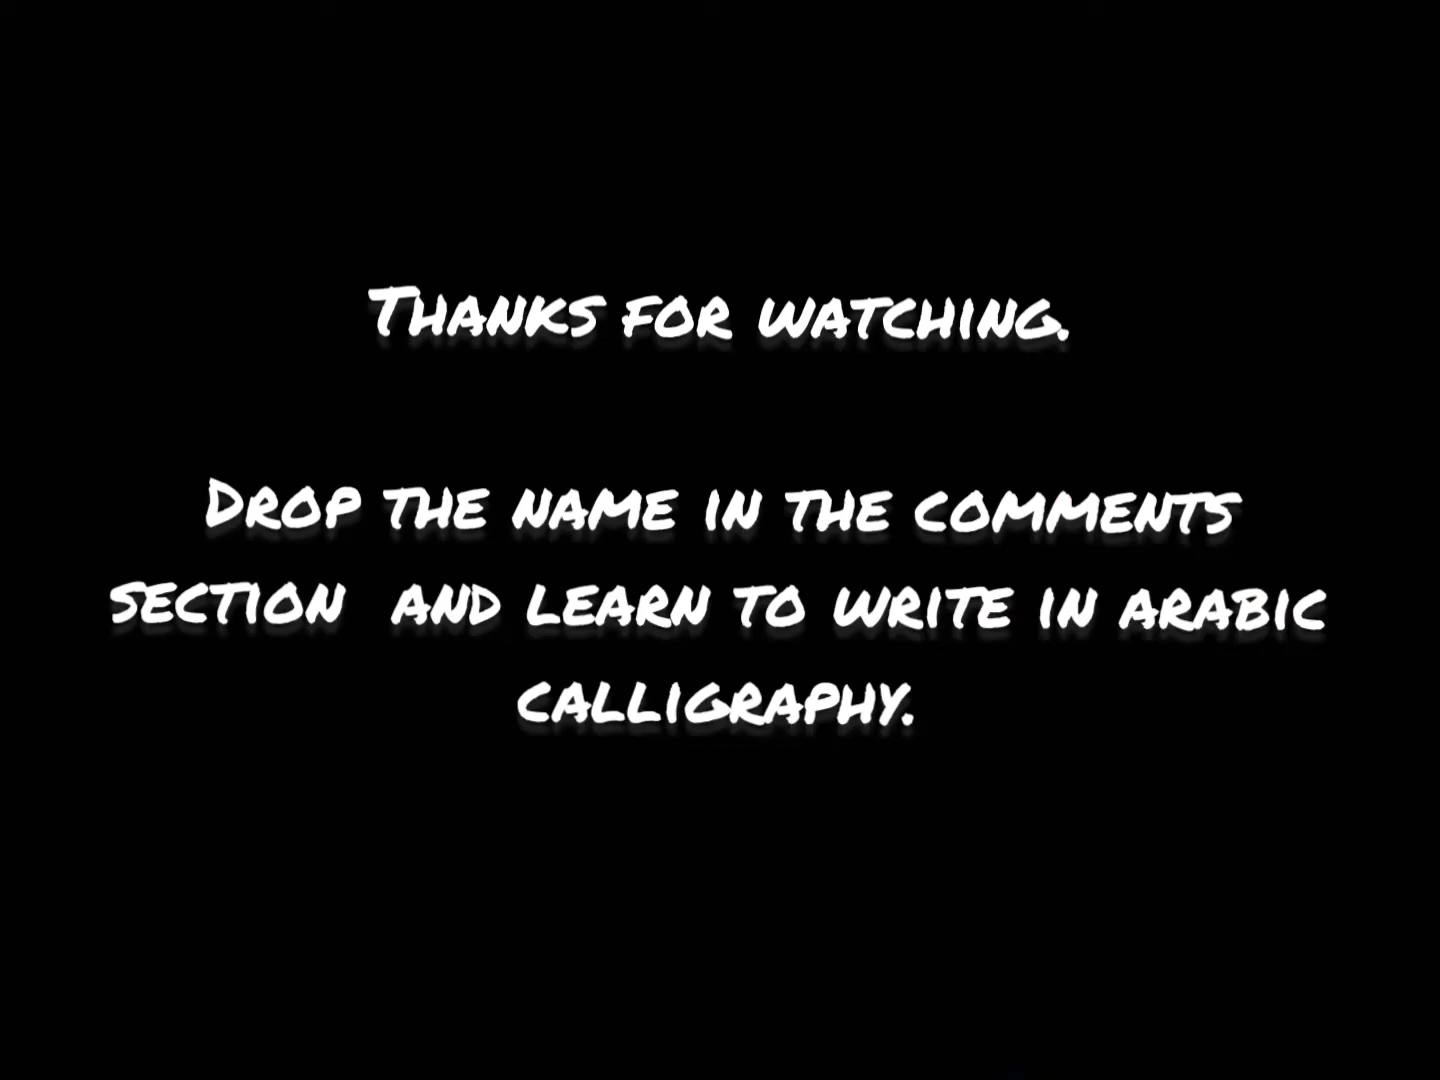 Thanks for watching.
Drop the name in the comments
section and learn to write in arabic
calligraphy.